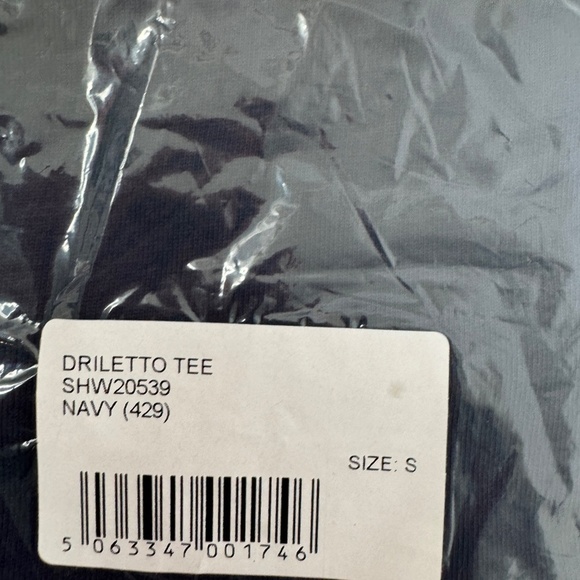 DRILETTO TEE
SHW20539
NAVY (429)
SIZE: S
5 063347 001746